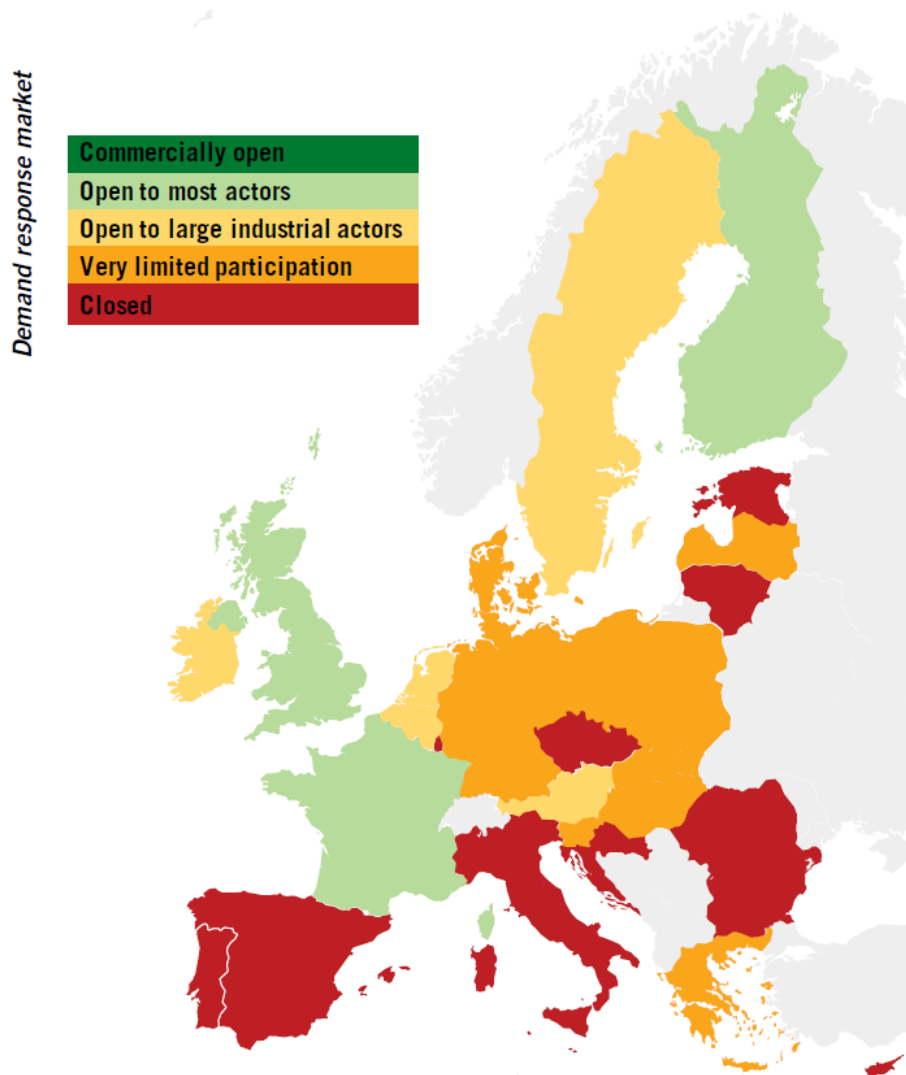 Demand response market
Commercially open
Open to most actors
Open to large industrial actors
Very limited participation
Closed